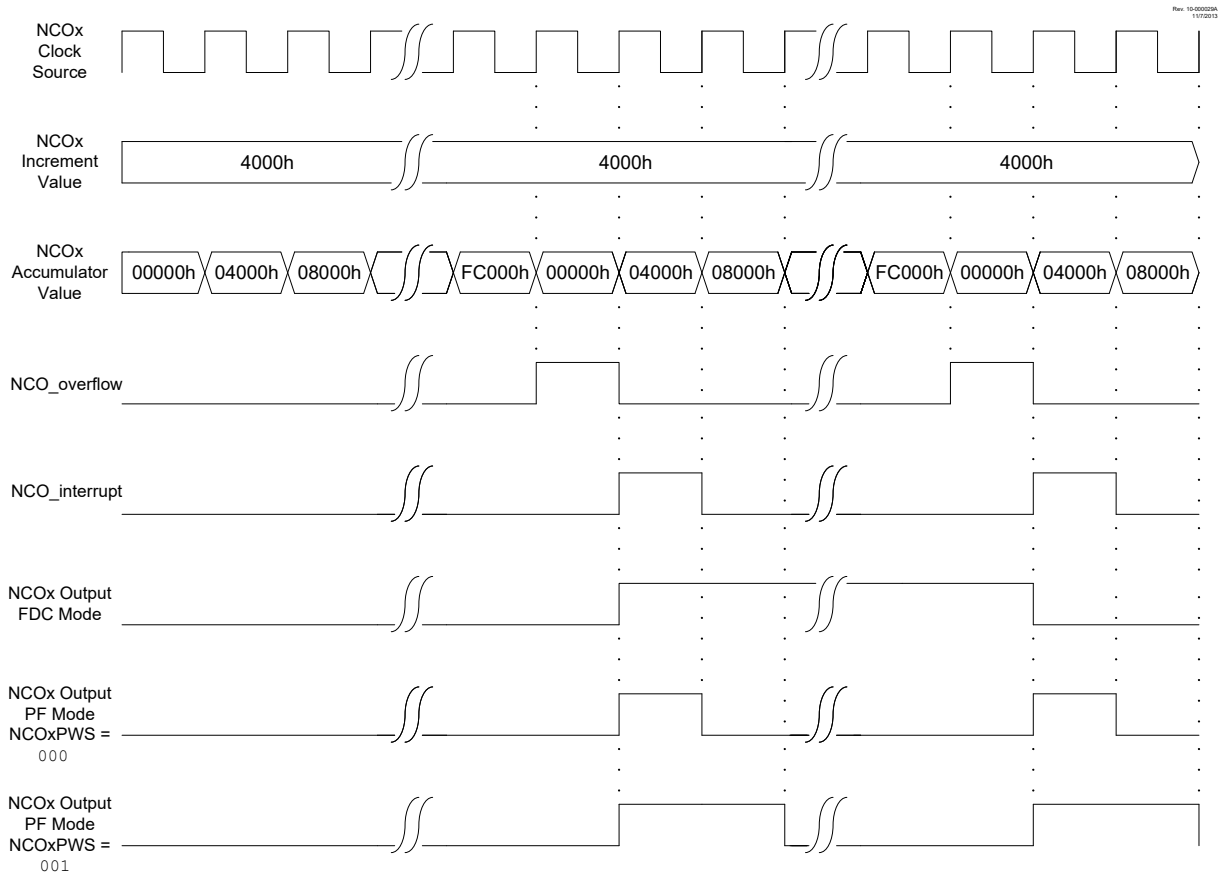 Rev. 10-000029A
11/7/2013
NCOx
Clock
Source
NCOx
Increment
Value
4000h
4000h
4000h
NCOx
Accumulator
Value
00000h 04000h 08000h FC000h 00000h 04000h 08000h FC000h 00000h 04000h 08000h
NCO_overflow
NCO_interrupt
NCOx Output
FDC Mode
NCOx Output
PF Mode
NCOxPWS =
000
NCOx Output
PF Mode
NCOxPWS =
001